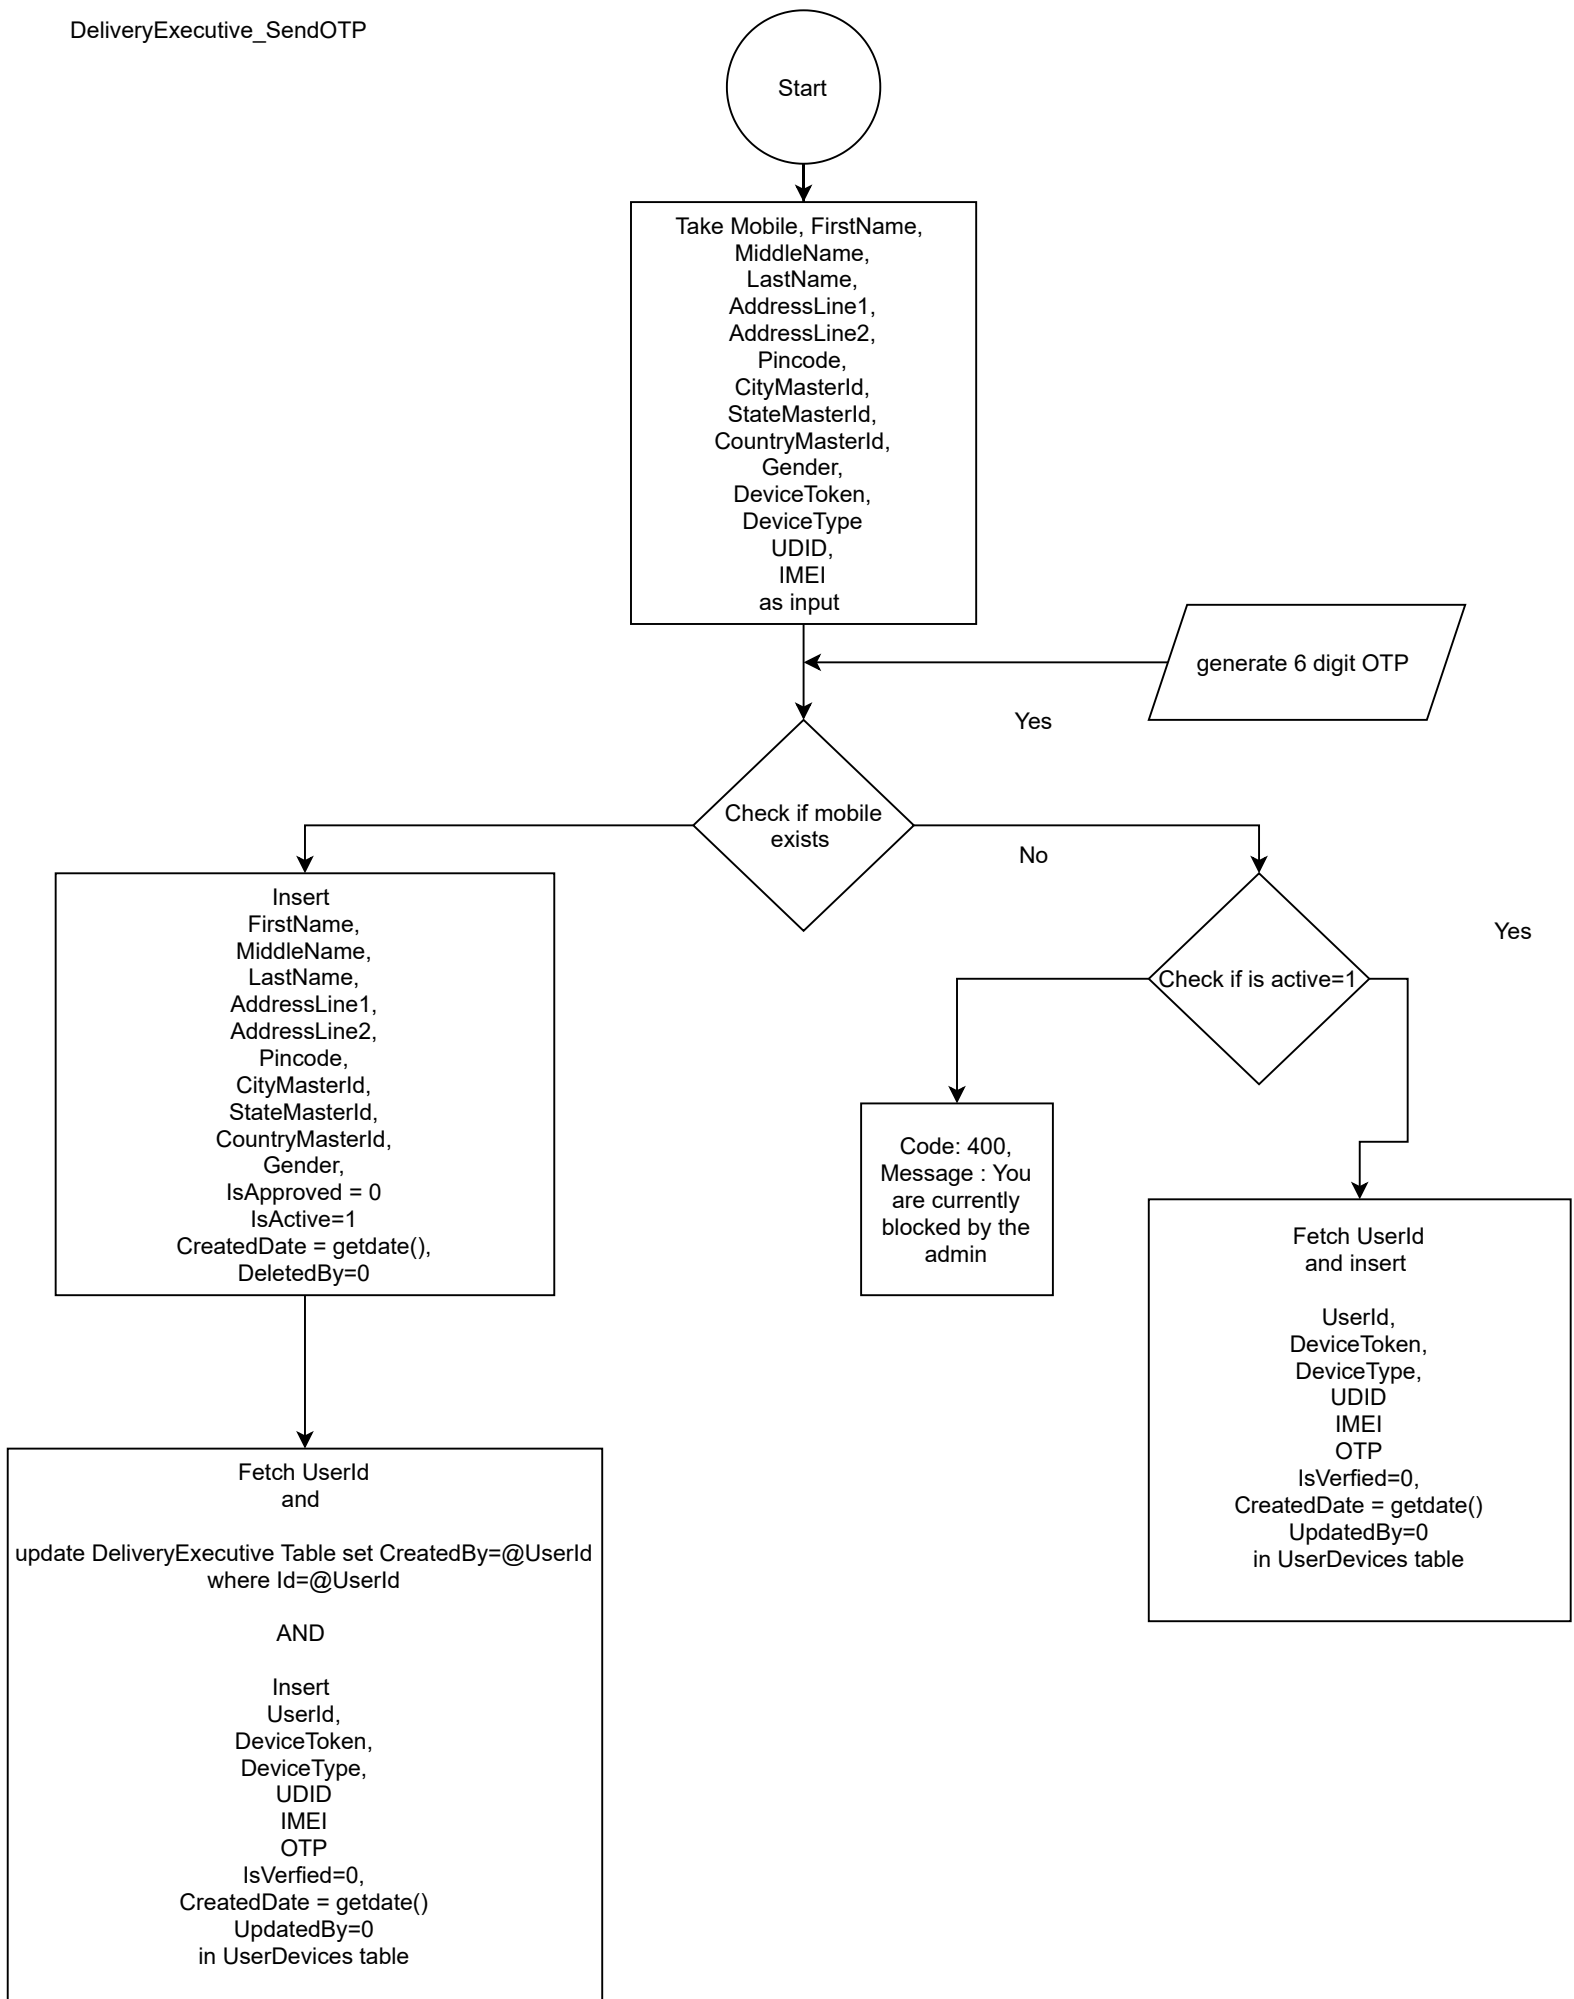 DeliveryExecutive_SendOTP
Start
Take Mobile, FirstName,
MiddleName,
LastName,
AddressLine1,
AddressLine2,
Pincode,
CityMasterId,
StateMasterId,
CountryMasterId,
Gender,
DeviceToken,
DeviceType
UDID,
IMEI
as input
generate 6 digit OTP
Yes
Check if mobile
exists
No
Insert
FirstName,
MiddleName,
LastName,
AddressLine1,
AddressLine2,
Pincode,
CityMasterId,
StateMasterId,
CountryMasterId,
Gender,
IsApproved = 0
IsActive=1
CreatedDate = getdate(),
DeletedBy=0
Yes
Check if is active=1
Code: 400,
Message : You
are currently
blocked by the
admin
Fetch UserId
and insert
UserId,
DeviceToken,
DeviceType,
UDID
IMEI
OTP
IsVerfied=0,
CreatedDate = getdate()
UpdatedBy=0
in UserDevices table
Fetch UserId
and
update DeliveryExecutive Table set CreatedBy=@UserId
where Id=@UserId
AND
Insert
UserId,
DeviceToken,
DeviceType,
UDID
IMEI
OTP
IsVerfied=0,
CreatedDate = getdate()
UpdatedBy=0
in UserDevices table